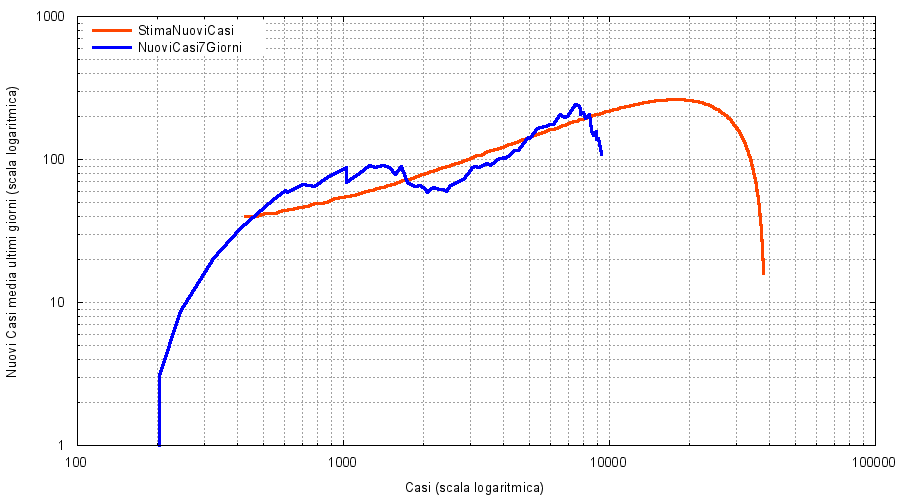 1000
StimaNuoviCasi
NuoviCasi7Giorni
100
10
1
100 1000 10000 100000
Nuovi Casi media ultimi giorni (scala logaritmica)
Casi (scala logaritmica)